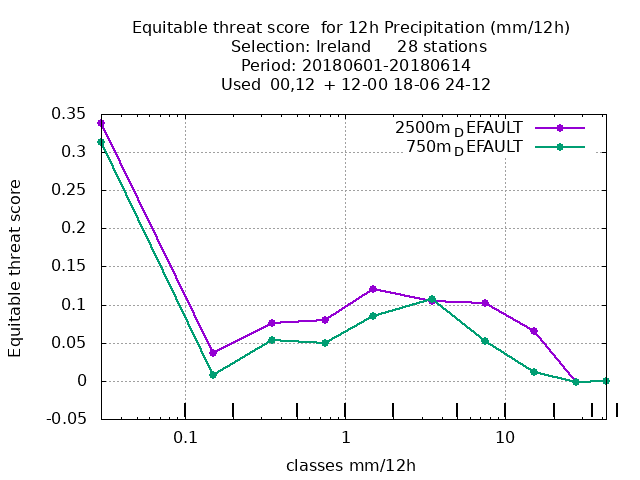 Equitable threat score  for 12h Precipitation (mm/12h)
Selection: Ireland     28 stations
Period: 20180601-20180614
Used  00,12  + 12-00 18-06 24-12
2500m_DEFAULT
750m_DEFAULT
0.35
0.3
0.25
0.2
0.15
0.1
0.05
0
-0.05
Equitable threat score
0.1 1 10
classes mm/12h